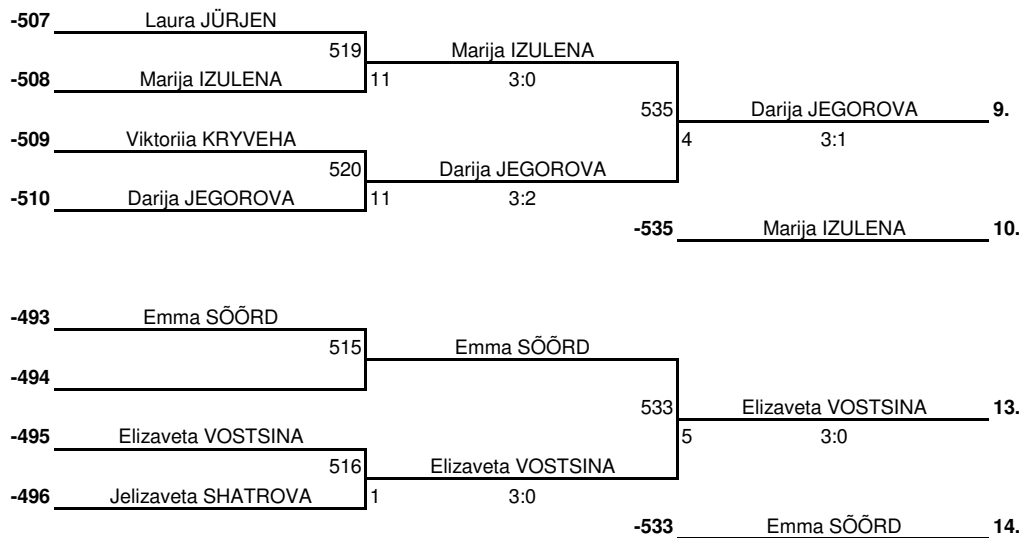 -507 Laura JÜRJEN
519 Marija IZULENA
-508 Marija IZULENA 11 3:0
535 Darija JEGOROVA 9.
-509 Viktoriia KRYVEHA 4 3:1
520 Darija JEGOROVA
-510 Darija JEGOROVA 11 3:2
-535 Marija IZULENA 10.
-493 Emma SÕÕRD
515 Emma SÕÕRD
-494
533 Elizaveta VOSTSINA 13.
-495 Elizaveta VOSTSINA 5 3:0
516 Elizaveta VOSTSINA
-496 Jelizaveta SHATROVA 1 3:0
-533 Emma SÕÕRD 14.